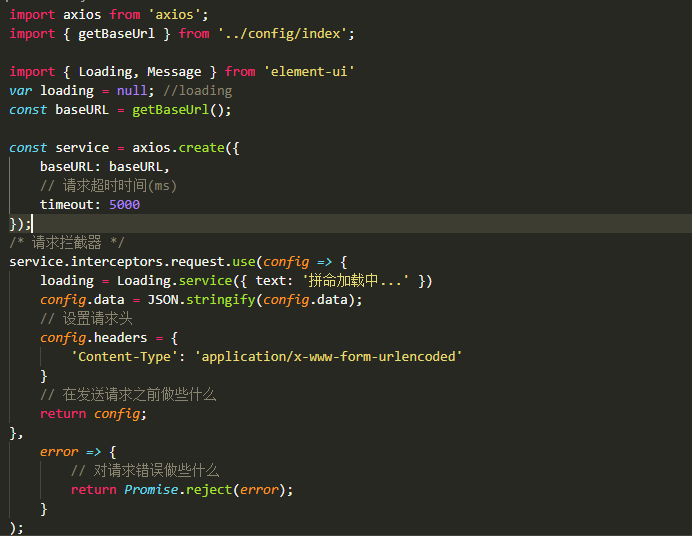 import axios from 'axios';
import { getBaseUrl } from '../config/index';
import { Loading, Message } from 'element-ui'
var loading = null; //loading
const baseURL = getBaseUrl();
const service = axios.create({
    baseURL: baseURL,
    // 请求超时时间(ms)
    timeout: 5000
});
/* 请求拦截器 */
service.interceptors.request.use(config => {
    loading = Loading.service({ text: '拼命加载中...' })
    config.data = JSON.stringify(config.data);
    // 设置请求头
    config.headers = {
        'Content-Type': 'application/x-www-form-urlencoded'
    }
    // 在发送请求之前做些什么
    return config;
},
    error => {
        // 对请求错误做些什么
        return Promise.reject(error);
    }
);